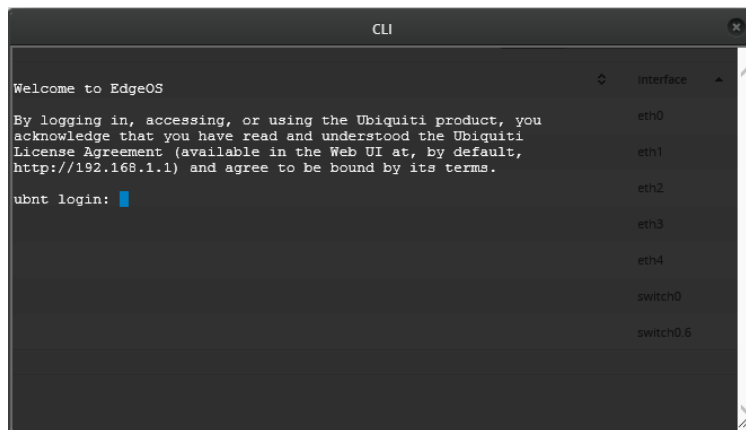 CLI
Interface
Welcome to EdgeOS
eth0
By logging in, accessing, or using the Ubiquiti product, you
acknowledge that you have read and understood the Ubiquiti
License Agreement (available in the Web UI at, by default,
http://192.168.1.1) and agree to be bound by its terms.
ubnt login:
eth1
eth2
eth3
eth4
switch0
switch0.6